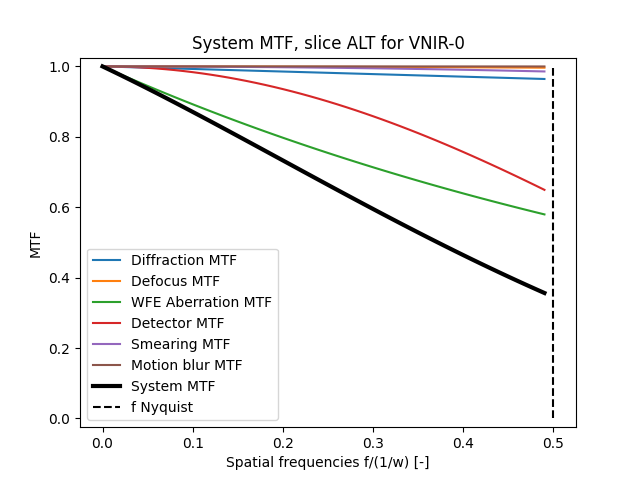 System MTF, slice ALT for VNIR-0
MTF
1.0
0.8
0.6
0.4
0.2
0.0
Diffraction MTF
Defocus MTF
WFE Aberration MTF
Detector MTF
Smearing MTF
Motion blur MTF
System MTF
f Nyquist
0.0 0.1 0.2 0.3 0.4 0.5
Spatial frequencies f/(1/w) [-]